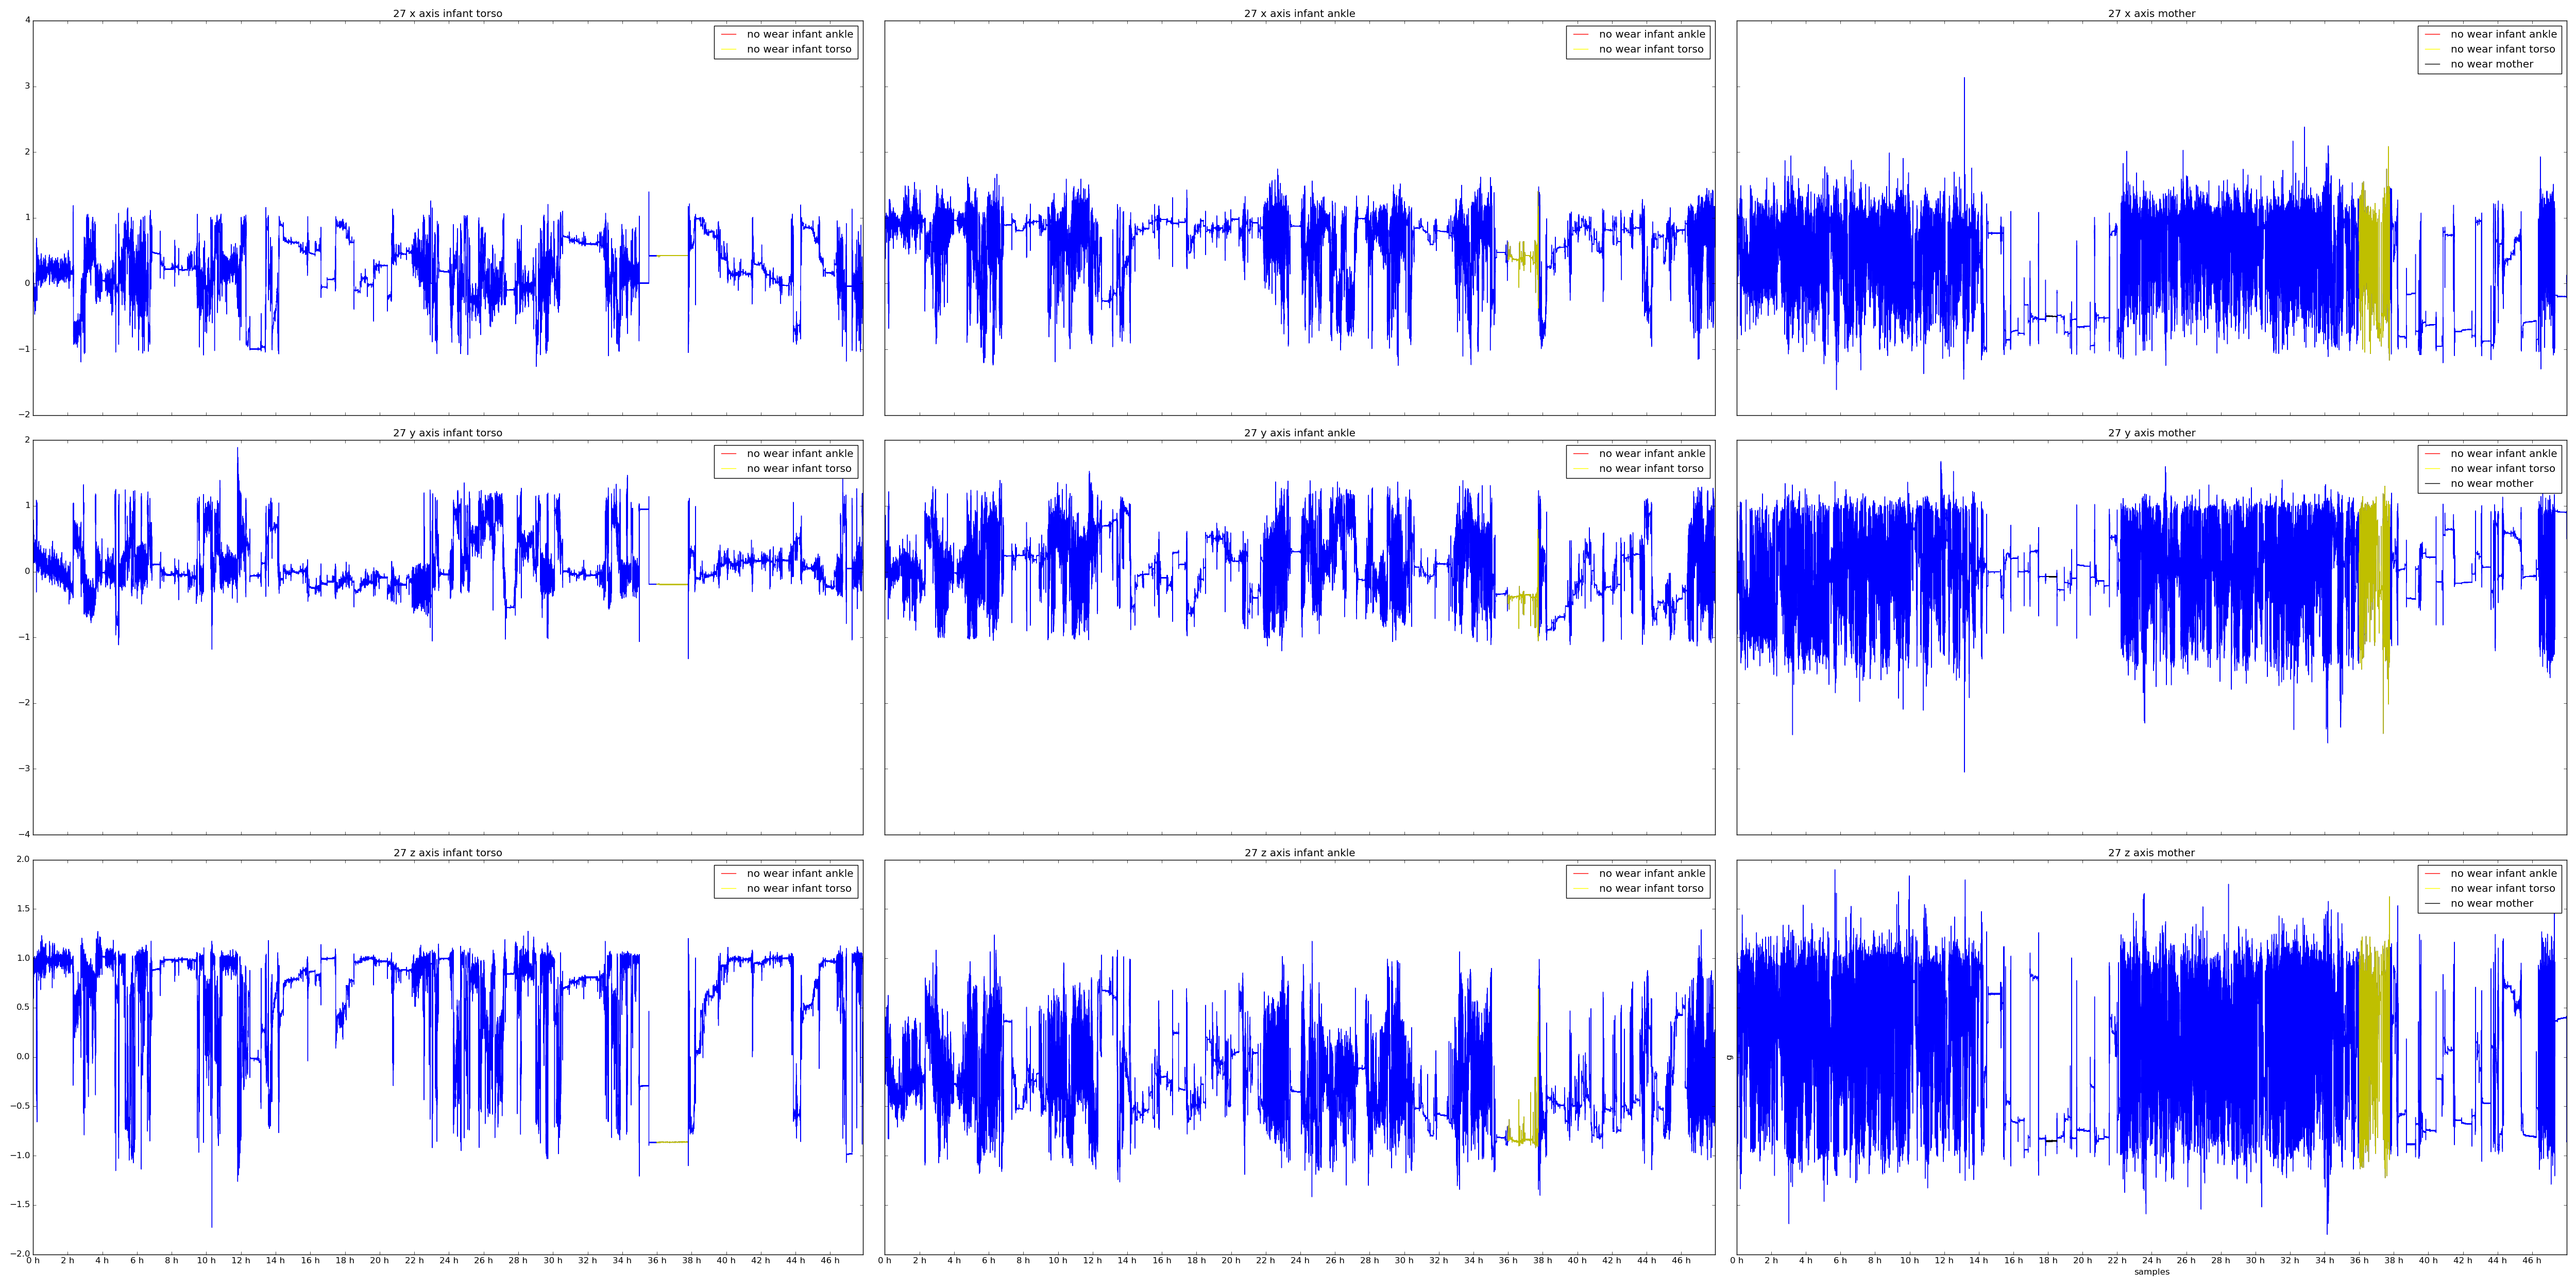 27 x axis infant torso
27 x axis infant ankle
27 x axis mother
4
3
2
1
0
−1
−2
no wear infant ankle
no wear infant torso
no wear infant ankle
no wear infant torso
no wear infant ankle
no wear infant torso
no wear mother
27 y axis infant torso
27 y axis infant ankle
27 y axis mother
2
1
0
−1
−2
−3
−4
no wear infant ankle
no wear infant torso
no wear infant ankle
no wear infant torso
no wear infant ankle
no wear infant torso
no wear mother
27 z axis infant torso
27 z axis infant ankle
27 z axis mother
2.0
1.5
1.0
0.5
0.0
−0.5
−1.0
−1.5
−2.0
no wear infant ankle
no wear infant torso
no wear infant ankle
no wear infant torso
no wear infant ankle
no wear infant torso
no wear mother
g
0 h 2 h 4 h 6 h 8 h 10 h 12 h 14 h 16 h 18 h 20 h 22 h 24 h 26 h 28 h 30 h 32 h 34 h 36 h 38 h 40 h 42 h 44 h 46 h
0 h 2 h 4 h 6 h 8 h 10 h 12 h 14 h 16 h 18 h 20 h 22 h 24 h 26 h 28 h 30 h 32 h 34 h 36 h 38 h 40 h 42 h 44 h 46 h
0 h 2 h 4 h 6 h 8 h 10 h 12 h 14 h 16 h 18 h 20 h 22 h 24 h 26 h 28 h 30 h 32 h 34 h 36 h 38 h 40 h 42 h 44 h 46 h
samples